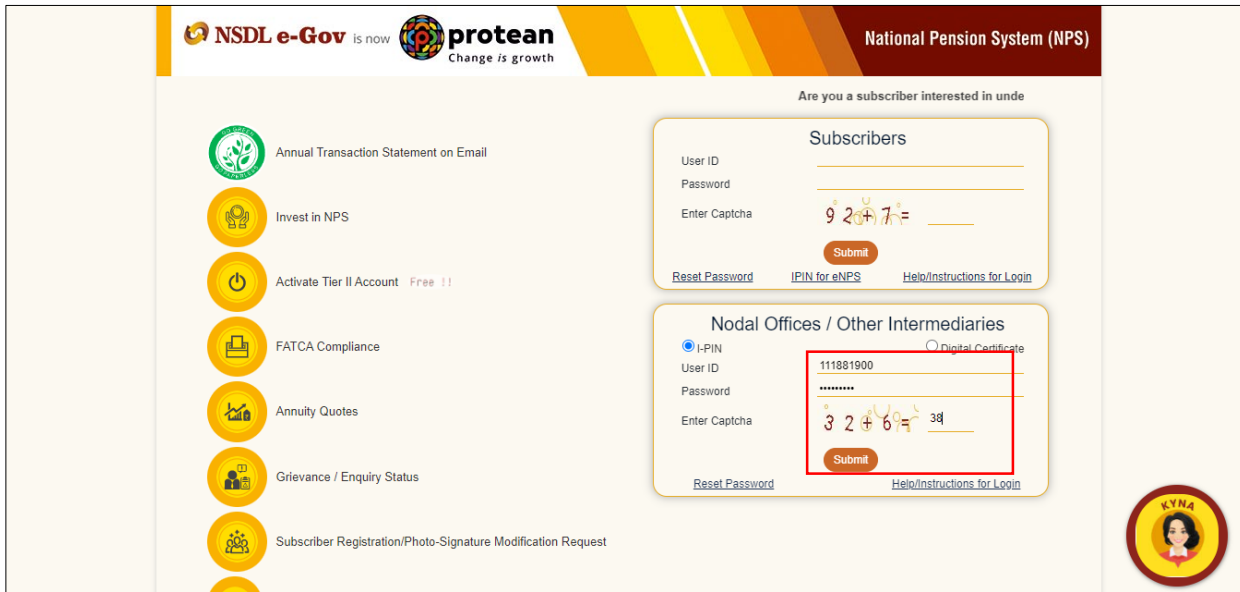 NSDL e-Gov is now protean
Change is growth
National Pension System (NPS)
Are you a subscriber interested in unde
Annual Transaction Statement on Email
Invest in NPS
Activate Tier II Account Free !!
FATCA Compliance
Annuity Quotes
Grievance / Enquiry Status
Subscriber Registration/Photo-Signature Modification Request
Subscribers
User ID
Password
Enter Captcha 9 2 + 7 =
Submit
Reset Password IPIN for eNPS Help/Instructions for Login
Nodal Offices / Other Intermediaries
I-PIN Digital Certificate
User ID 111881900
Password •••••••••
Enter Captcha 3 2 + 6 = 38
Submit
Reset Password Help/Instructions for Login
KYNA